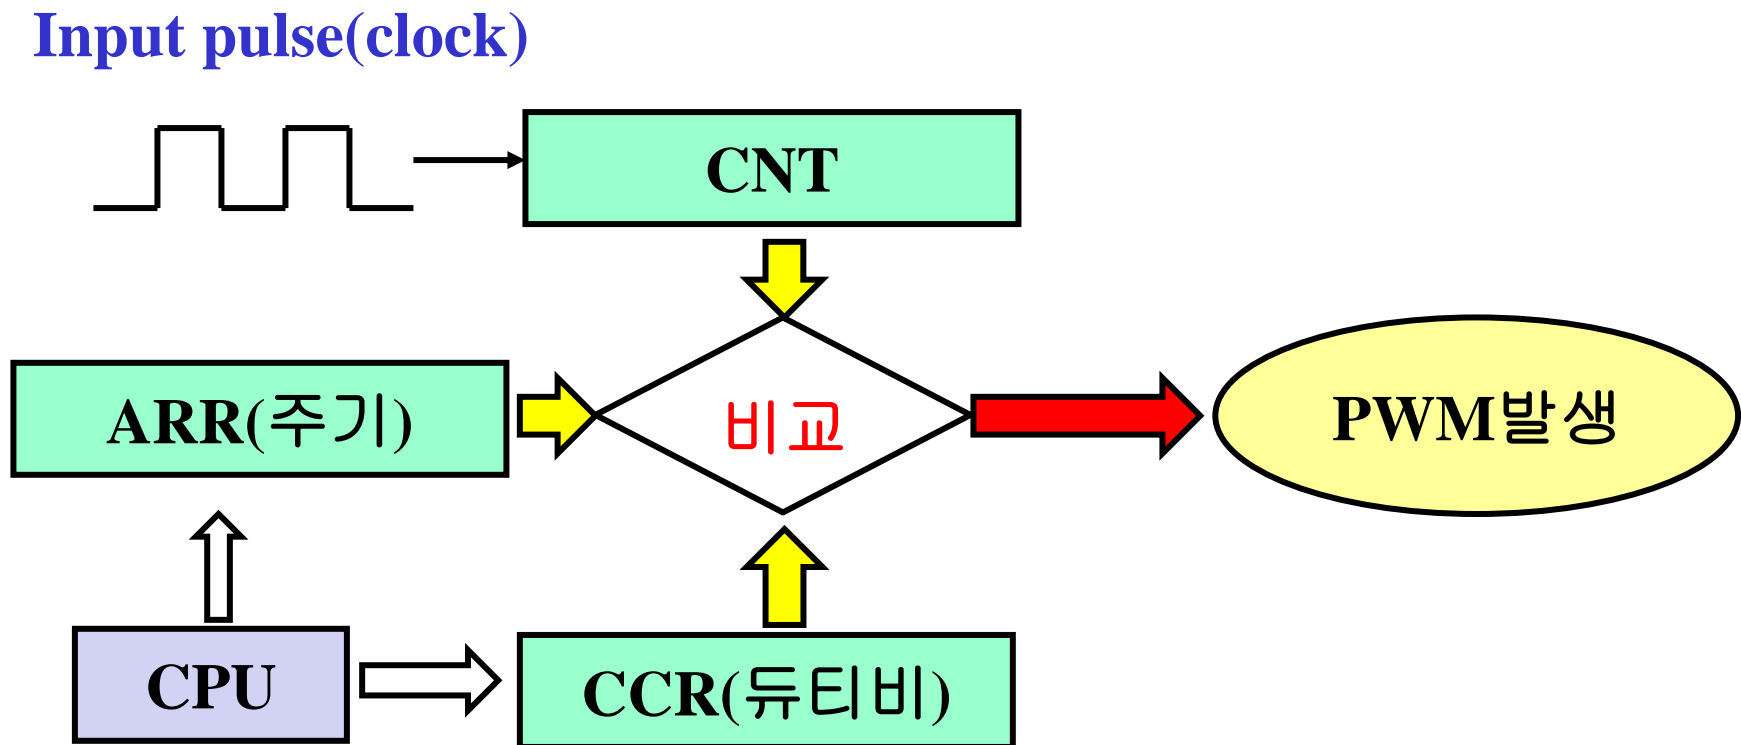 Input pulse(clock)
CNT
ARR(주기)
비교
PWM발생
CPU
CCR(듀티비)